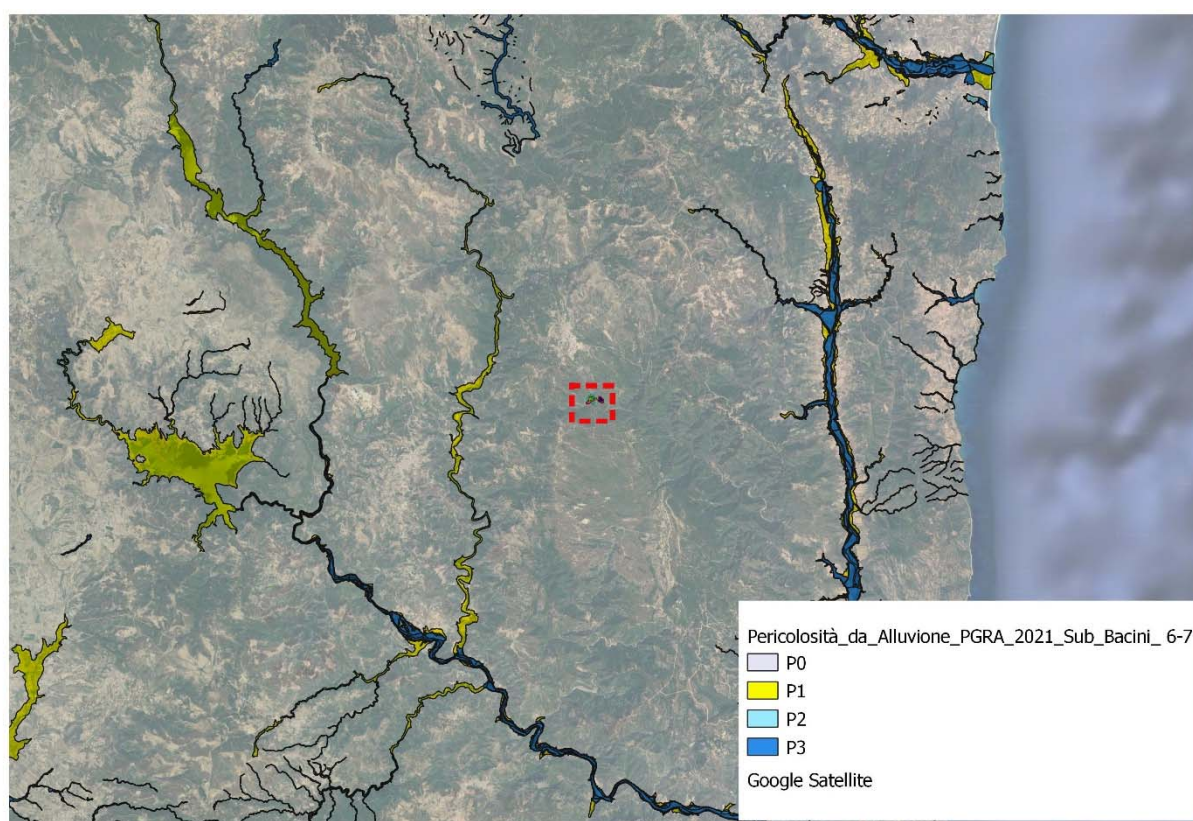 Pericolosità_da_Alluvione_PGRA_2021_Sub_Bacini_ 6-7
P0
P1
P2
P3
Google Satellite